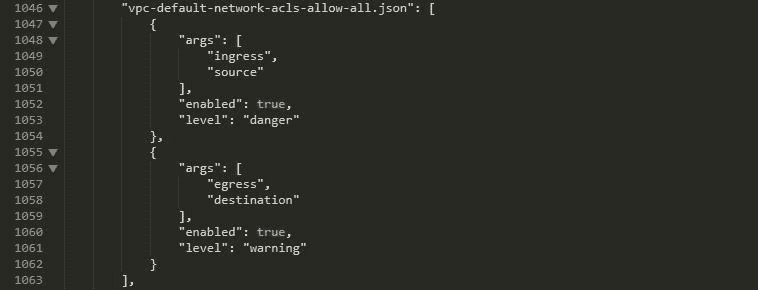 1046 "vpc-default-network-acls-allow-all.json": [
1047 {
1048 "args": [
1049 "ingress",
1050 "source"
1051 ],
1052 "enabled": true,
1053 "level": "danger"
1054 },
1055 {
1056 "args": [
1057 "egress",
1058 "destination"
1059 ],
1060 "enabled": true,
1061 "level": "warning"
1062 }
1063 ],